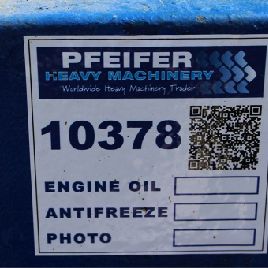 PFEIFER
HEAVY MACHINERY
Worldwide Heavy Machinery Trader
10378
ENGINE OIL
ANTIFREEZE
PHOTO